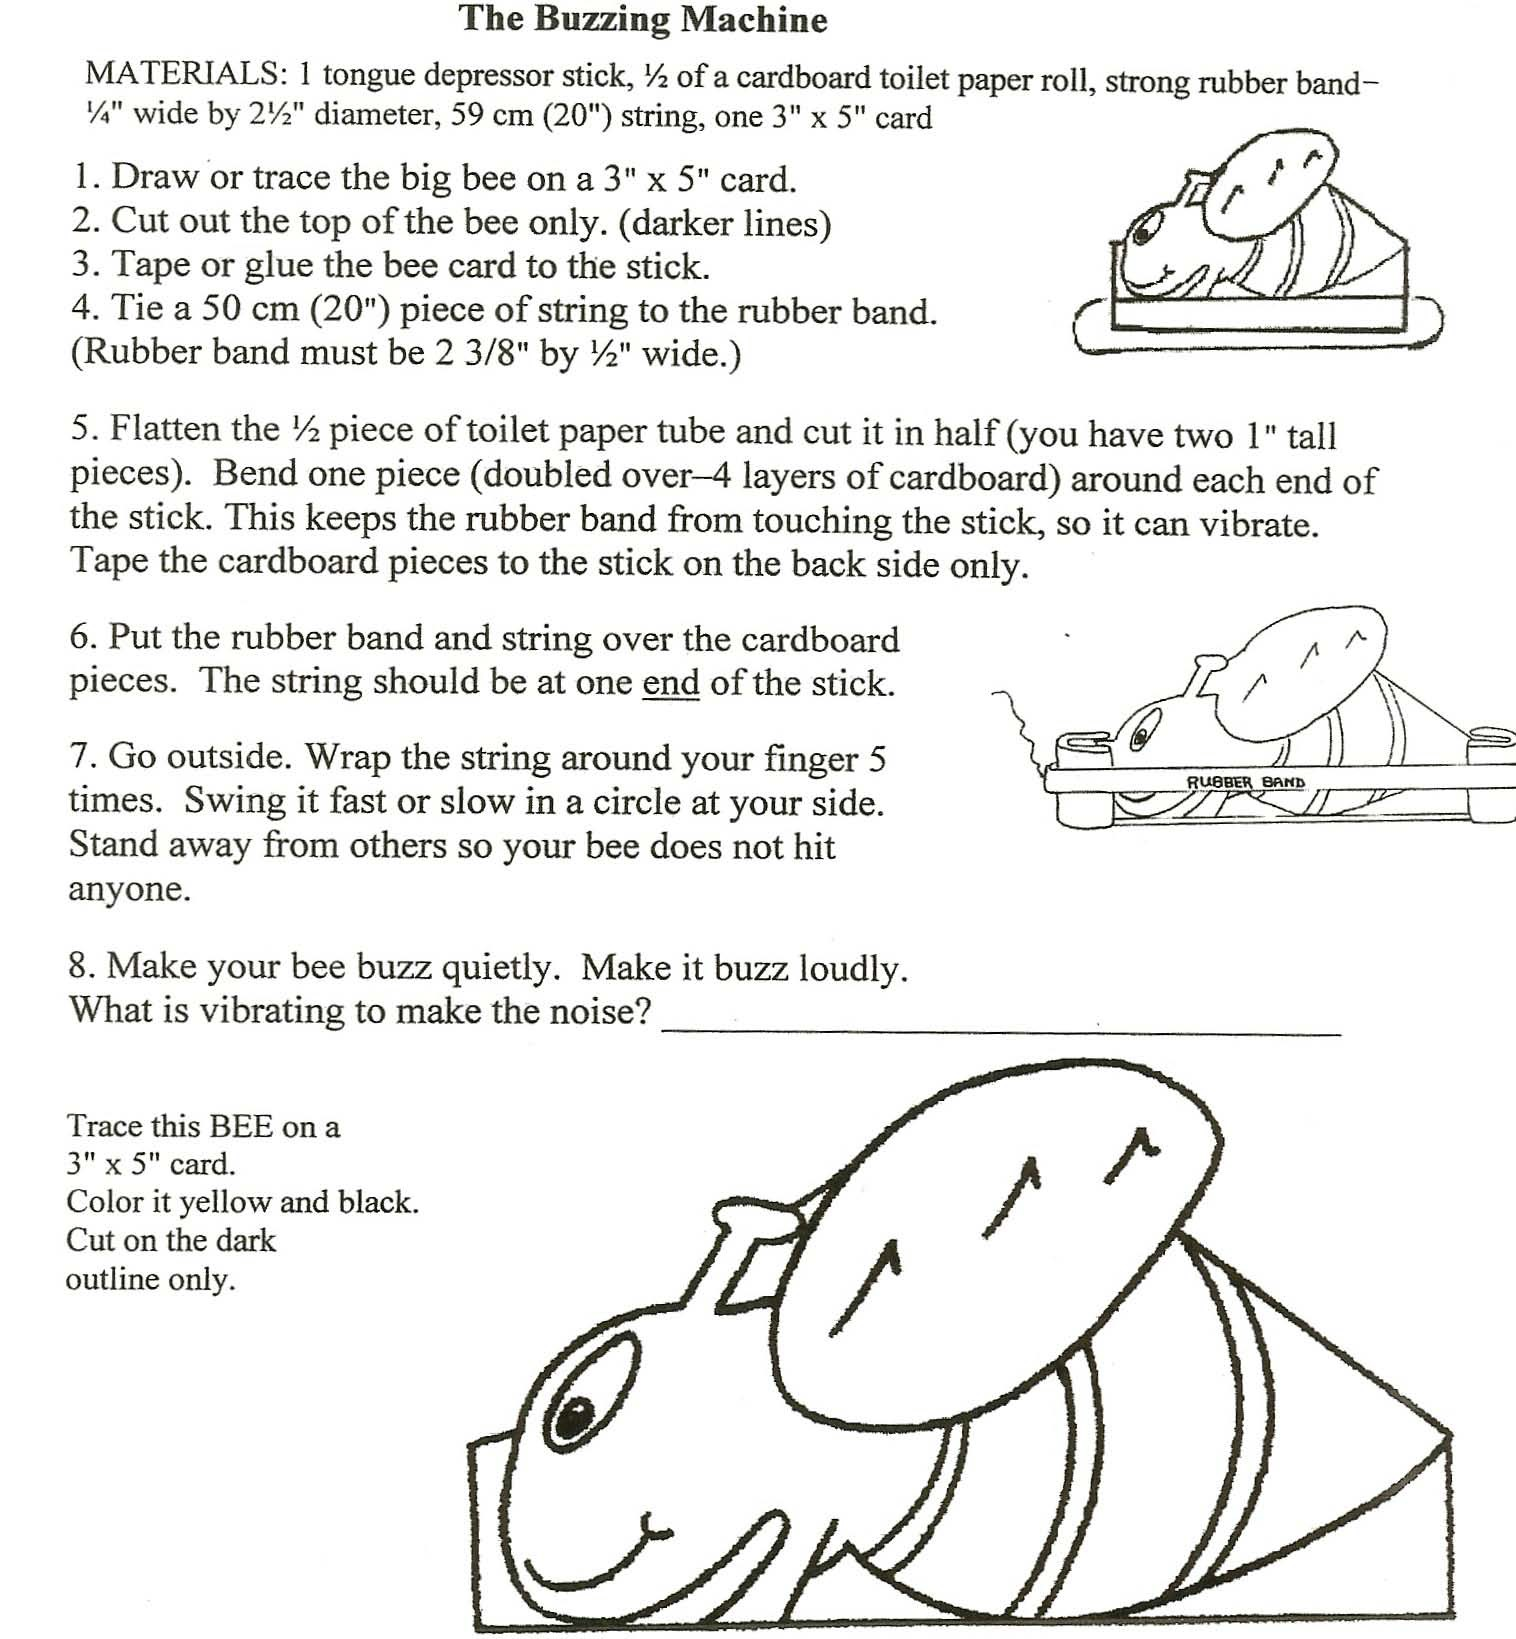 The Buzzing Machine
MATERIALS: 1 tongue depressor stick, ½ of a cardboard toilet paper roll, strong rubber band–
¼" wide by 2½" diameter, 59 cm (20") string, one 3" x 5" card
1. Draw or trace the big bee on a 3" x 5" card.
2. Cut out the top of the bee only. (darker lines)
3. Tape or glue the bee card to the stick.
4. Tie a 50 cm (20") piece of string to the rubber band.
(Rubber band must be 2 3/8" by ½" wide.)
5. Flatten the ½ piece of toilet paper tube and cut it in half (you have two 1" tall
pieces). Bend one piece (doubled over–4 layers of cardboard) around each end of
the stick. This keeps the rubber band from touching the stick, so it can vibrate.
Tape the cardboard pieces to the stick on the back side only.
6. Put the rubber band and string over the cardboard
pieces. The string should be at one end of the stick.
RUBBER BAND
7. Go outside. Wrap the string around your finger 5
times. Swing it fast or slow in a circle at your side.
Stand away from others so your bee does not hit
anyone.
8. Make your bee buzz quietly. Make it buzz loudly.
What is vibrating to make the noise?
Trace this BEE on a
3" x 5" card.
Color it yellow and black.
Cut on the dark
outline only.